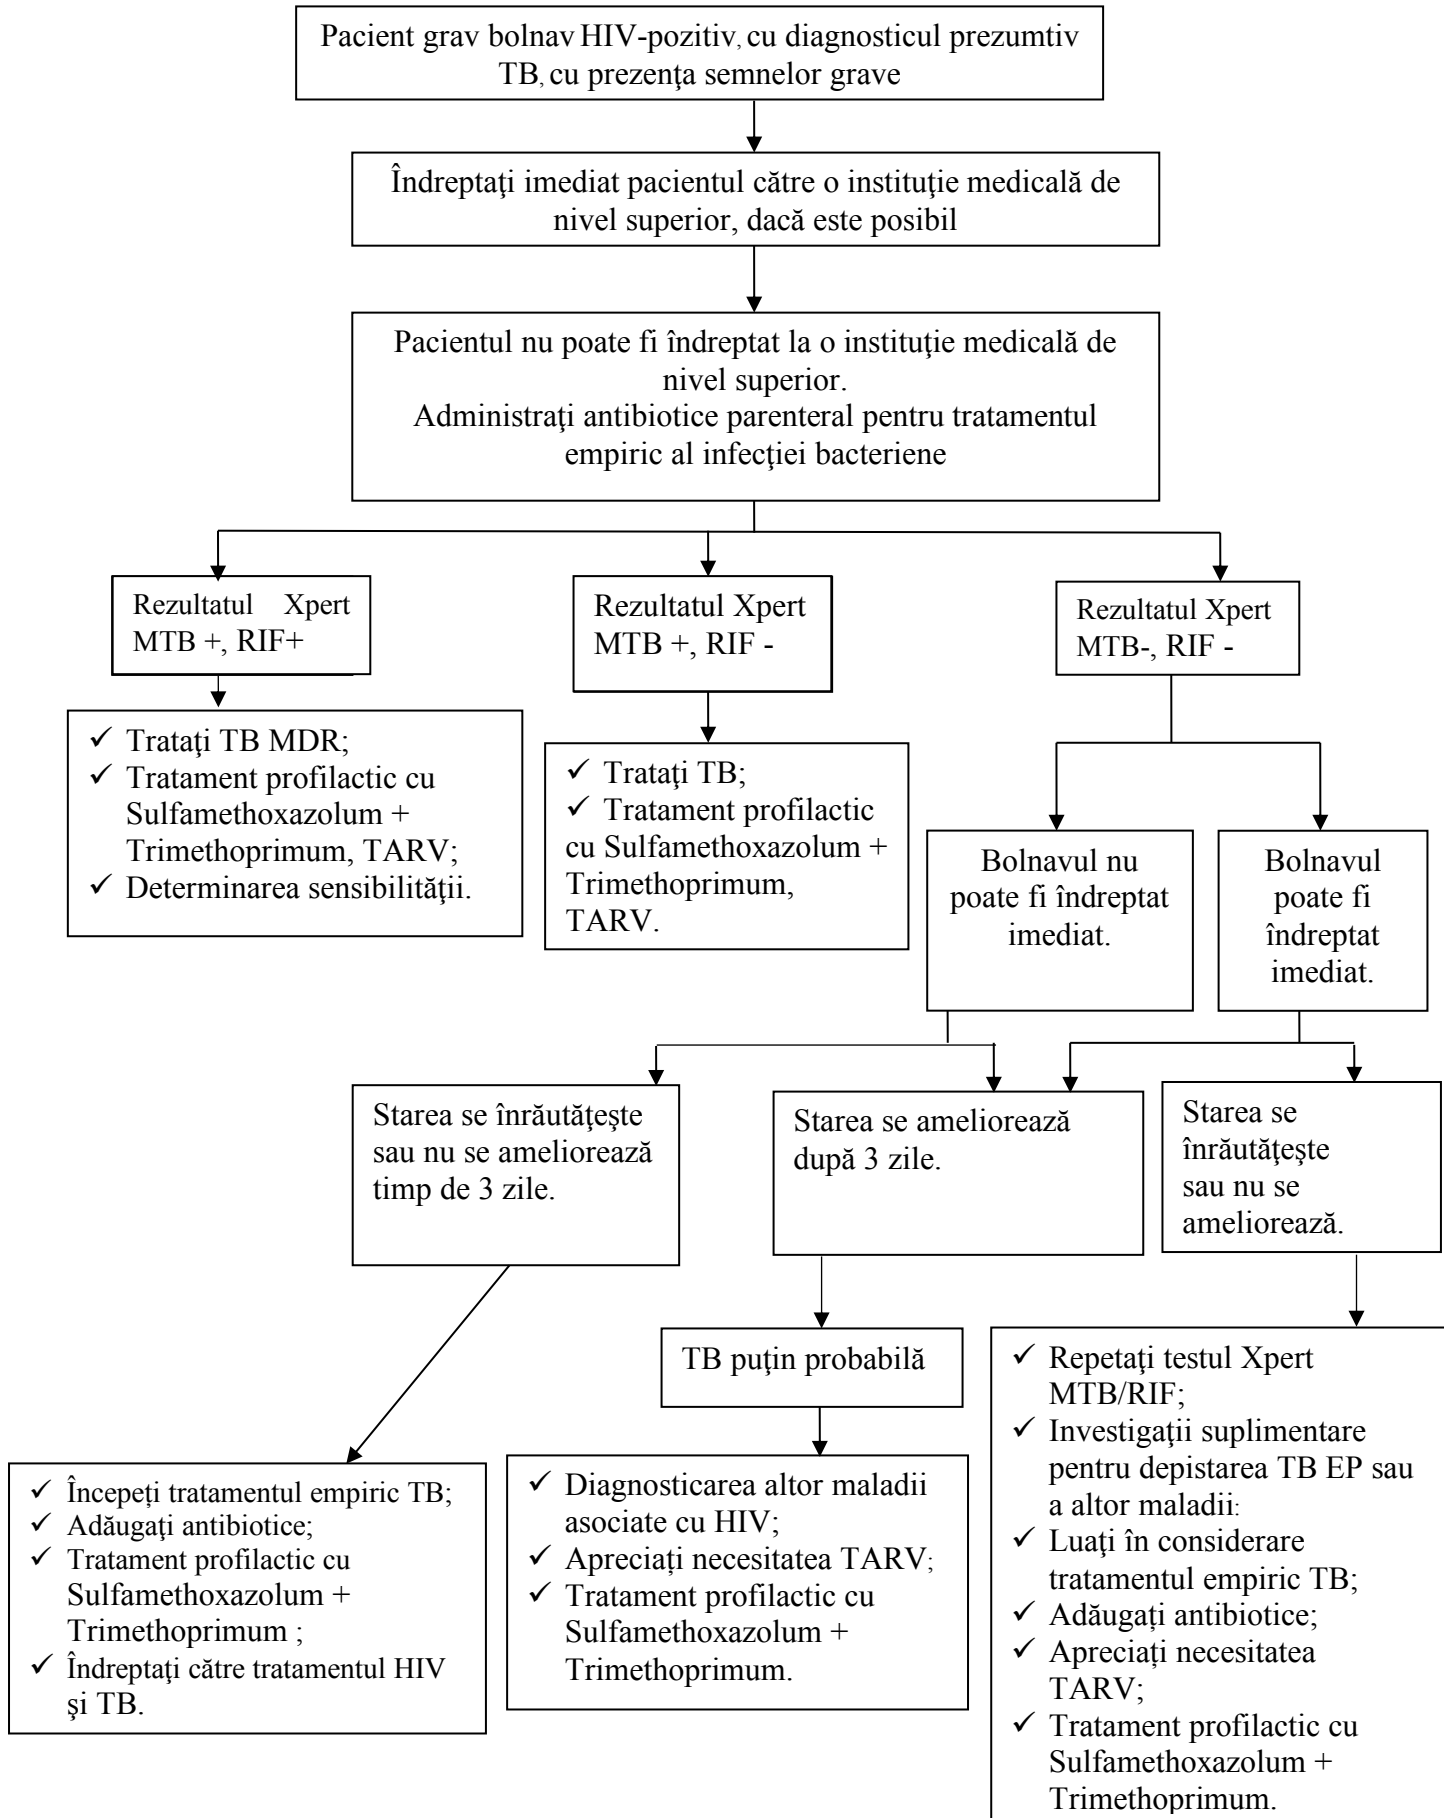 Pacient grav bolnav HIV-pozitiv, cu diagnosticul prezumtiv
TB, cu prezenţa semnelor grave
Îndreptați imediat pacientul către o instituție medicală de
nivel superior, dacă este posibil
Pacientul nu poate fi îndreptat la o instituţie medicală de
nivel superior.
Administraţi antibiotice parenteral pentru tratamentul
empiric al infecţiei bacteriene
Rezultatul Xpert
MTB +, RIF+
Rezultatul Xpert
MTB +, RIF -
Rezultatul Xpert
MTB-, RIF -
✓ Trataţi TB MDR;
✓ Tratament profilactic cu
Sulfamethoxazolum +
Trimethoprimum, TARV;
✓ Determinarea sensibilităţii.
✓ Trataţi TB;
✓ Tratament profilactic
cu Sulfamethoxazolum +
Trimethoprimum,
TARV.
Bolnavul nu
poate fi îndreptat
imediat.
Bolnavul
poate fi
îndreptat
imediat.
Starea se înrăutăţeşte
sau nu se ameliorează
timp de 3 zile.
Starea se ameliorează
după 3 zile.
Starea se
înrăutăţeşte
sau nu se
ameliorează.
TB puţin probabilă
✓ Începeți tratamentul empiric TB;
✓ Adăugaţi antibiotice;
✓ Tratament profilactic cu
Sulfamethoxazolum +
Trimethoprimum ;
✓ Îndreptaţi către tratamentul HIV
şi TB.
✓ Diagnosticarea altor maladii
asociate cu HIV;
✓ Apreciaţi necesitatea TARV;
✓ Tratament profilactic cu
Sulfamethoxazolum +
Trimethoprimum.
✓ Repetaţi testul Xpert
MTB/RIF;
✓ Investigaţii suplimentare
pentru depistarea TB EP sau
a altor maladii:
✓ Luaţi în considerare
tratamentul empiric TB;
✓ Adăugați antibiotice;
✓ Apreciați necesitatea
TARV;
✓ Tratament profilactic cu
Sulfamethoxazolum +
Trimethoprimum.